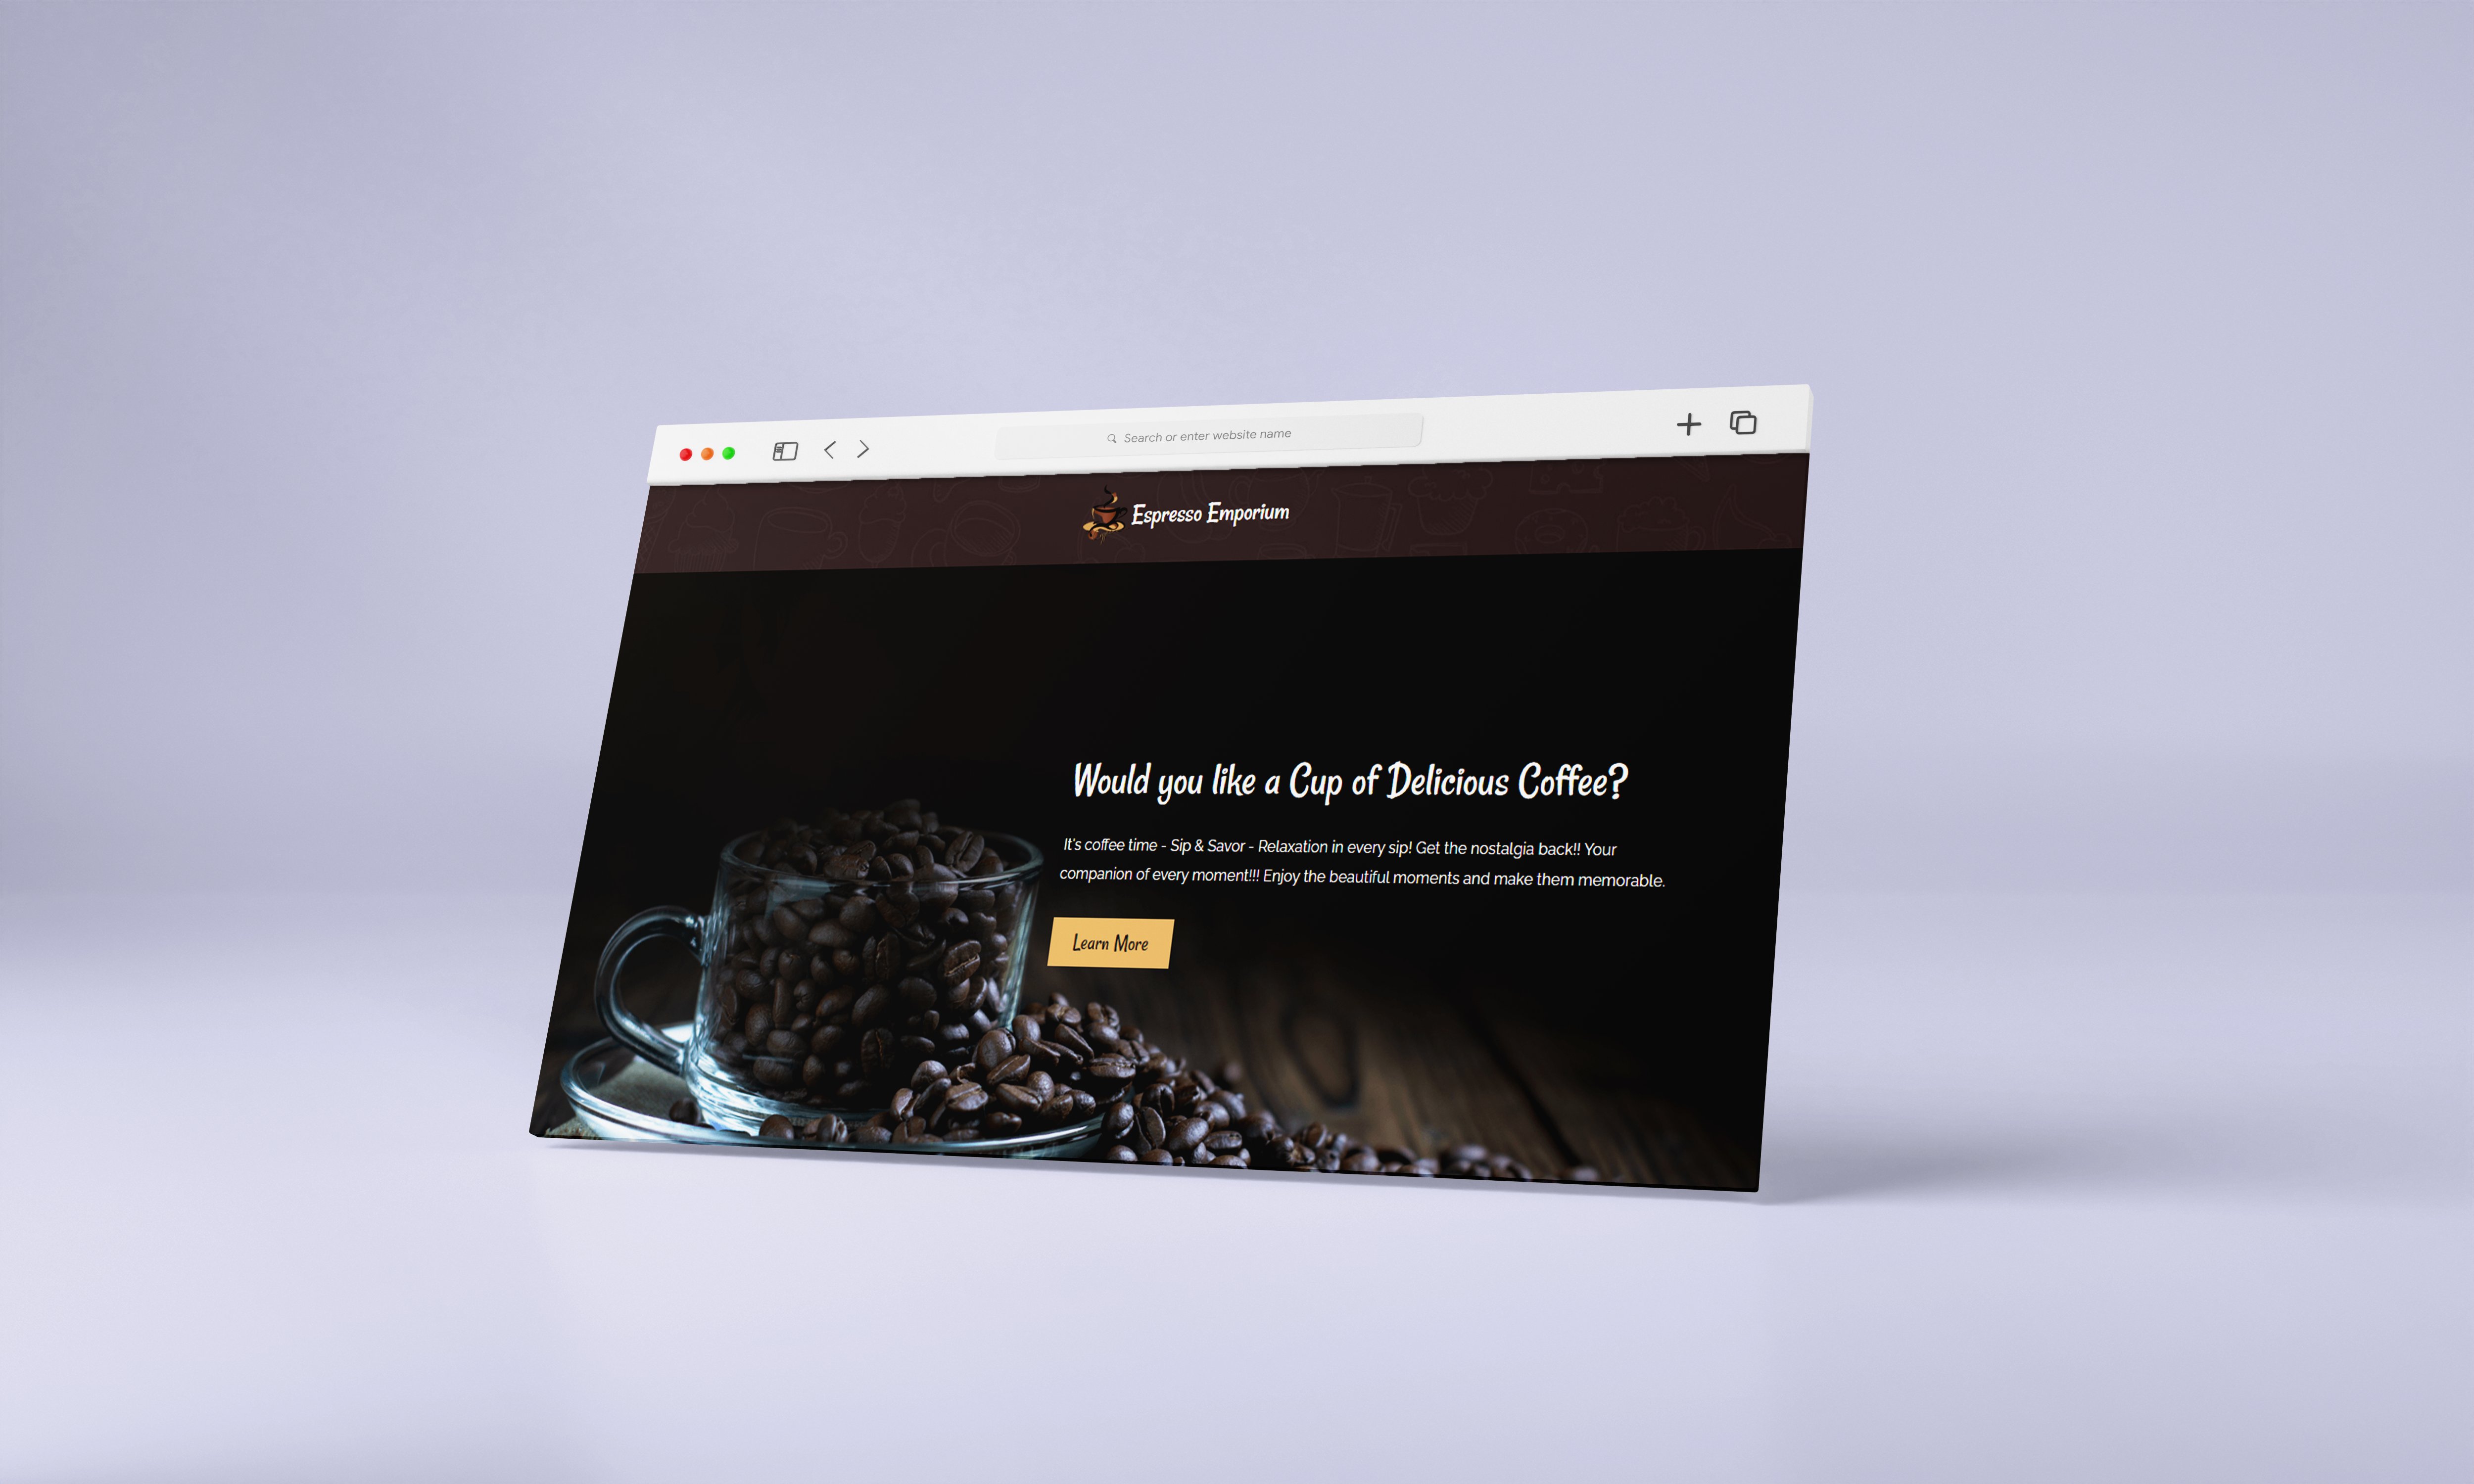 Search or enter website name
Espresso Emporium
Would you like a Cup of Delicious Coffee?
It's coffee time - Sip & Savor - Relaxation in every sip! Get the nostalgia back!! Your
companion of every moment!!! Enjoy the beautiful moments and make them memorable.
Learn More